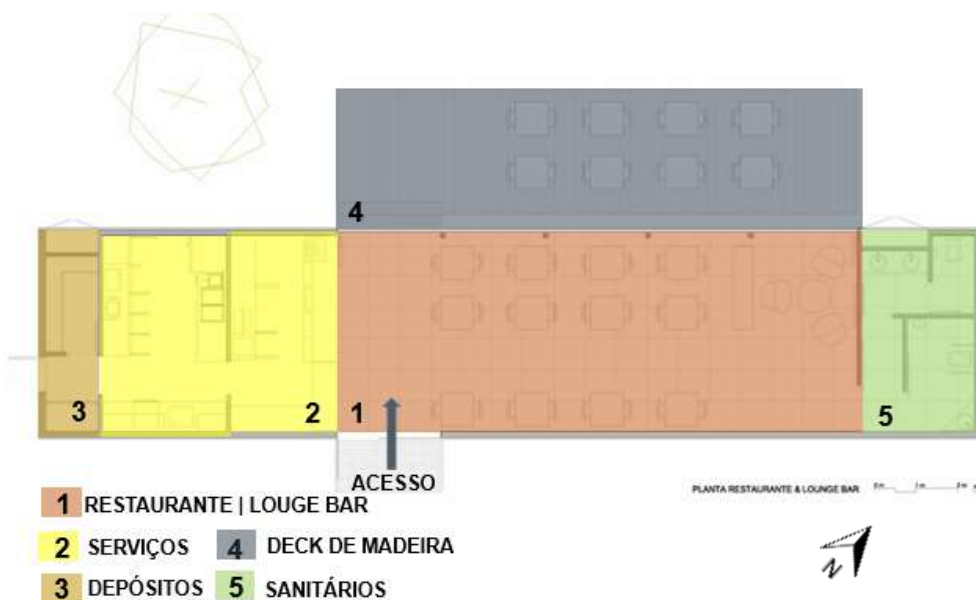 4
3
2
1
5
ACESSO
PLANTA RESTAURANTE & LOUNGE BAR
1 RESTAURANTE | LOUGE BAR
2 SERVIÇOS
4 DECK DE MADEIRA
3 DEPÓSITOS
5 SANITÁRIOS
N